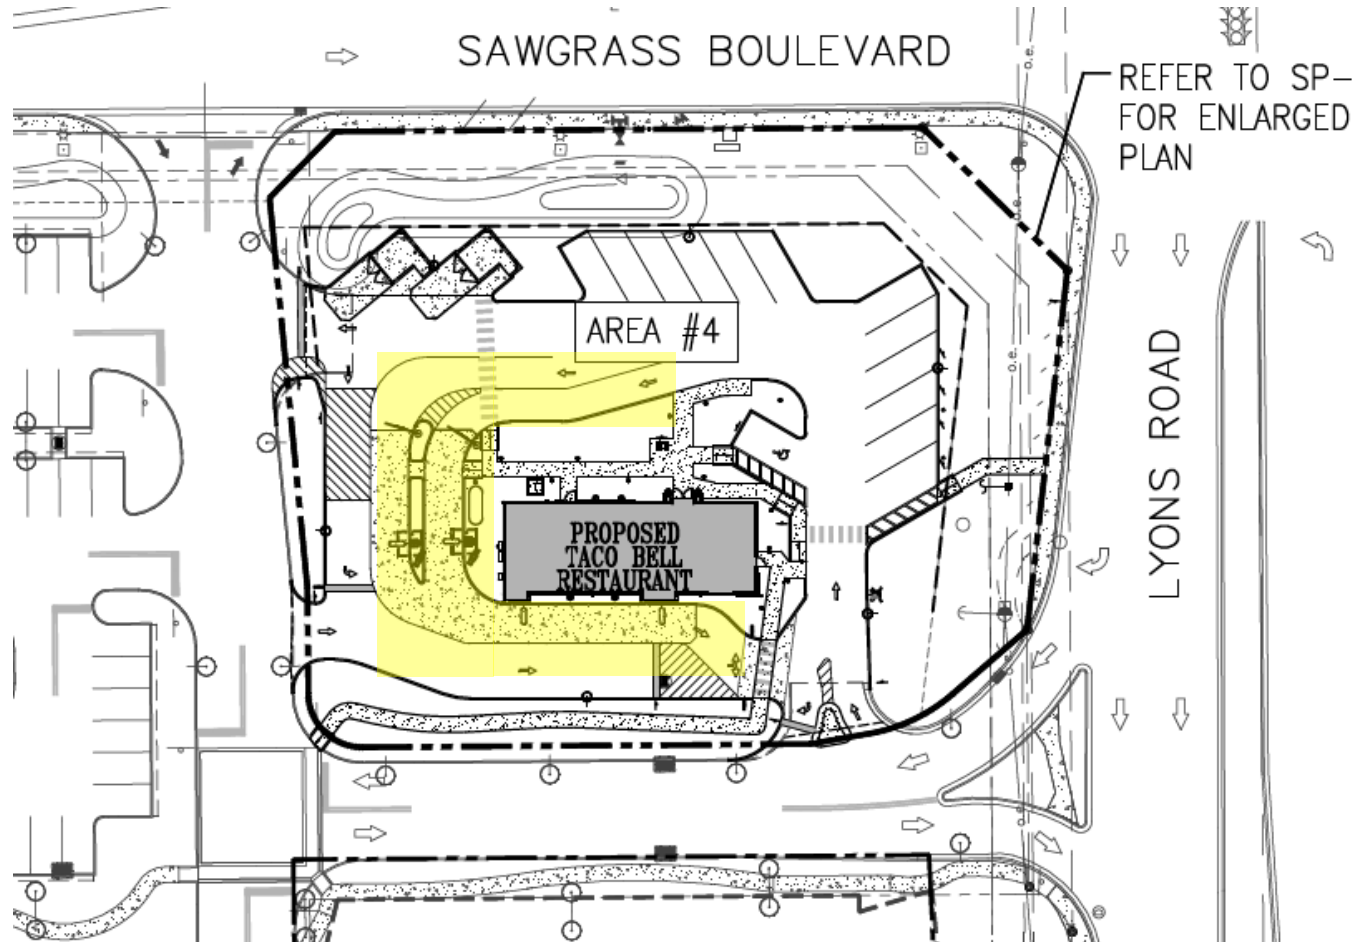 SAWGRASS BOULEVARD
REFER TO SP-
FOR ENLARGED
PLAN
AREA #4
LYONS ROAD
PROPOSED
TACO BELL
RESTAURANT
o.e.
o.e.
o.e.